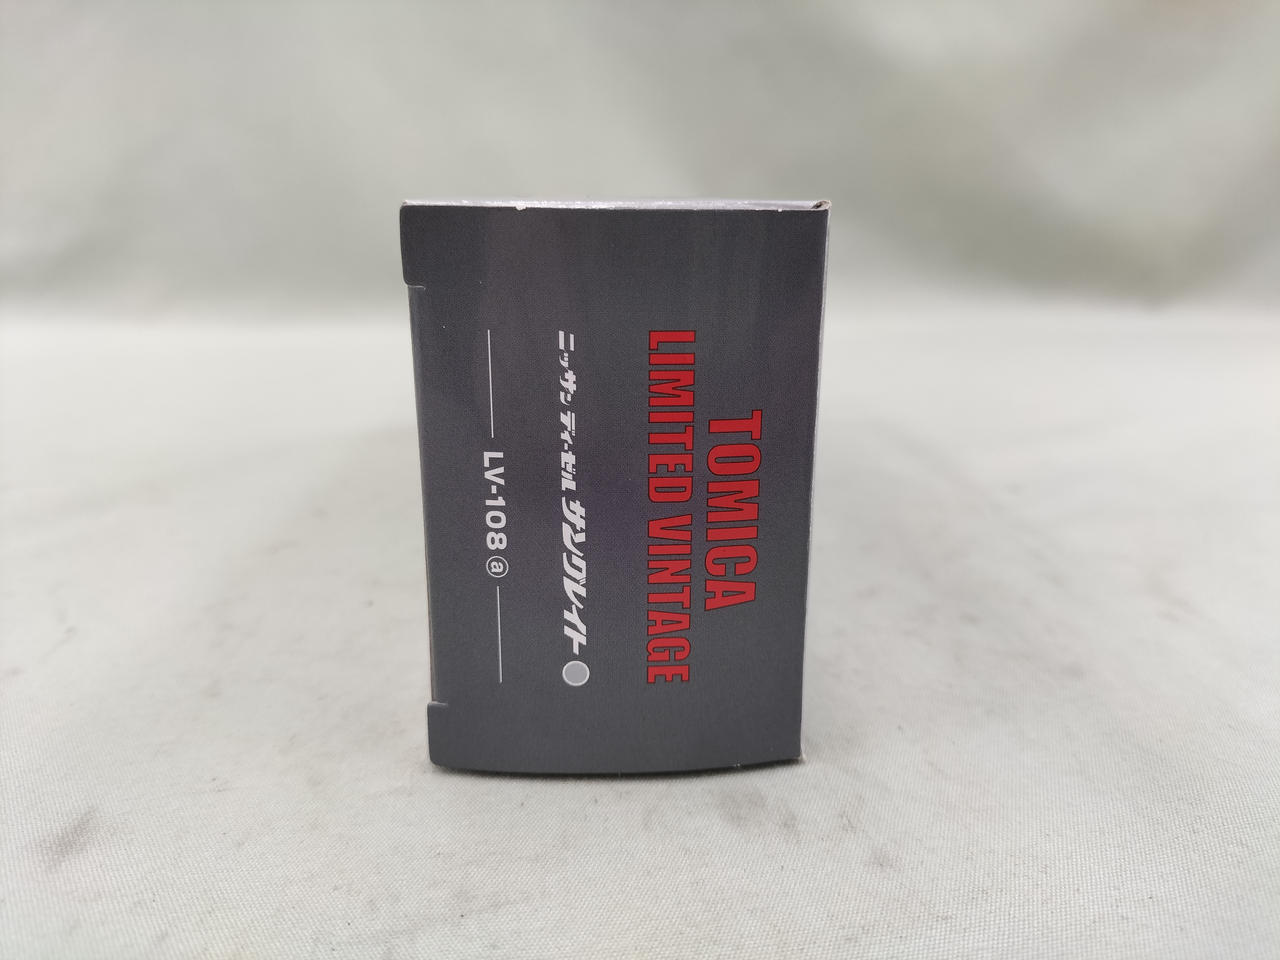 TOMICA
LIMITED VINTAGE
ニッサンディーゼル サングレイト
LV-108 ⓐ